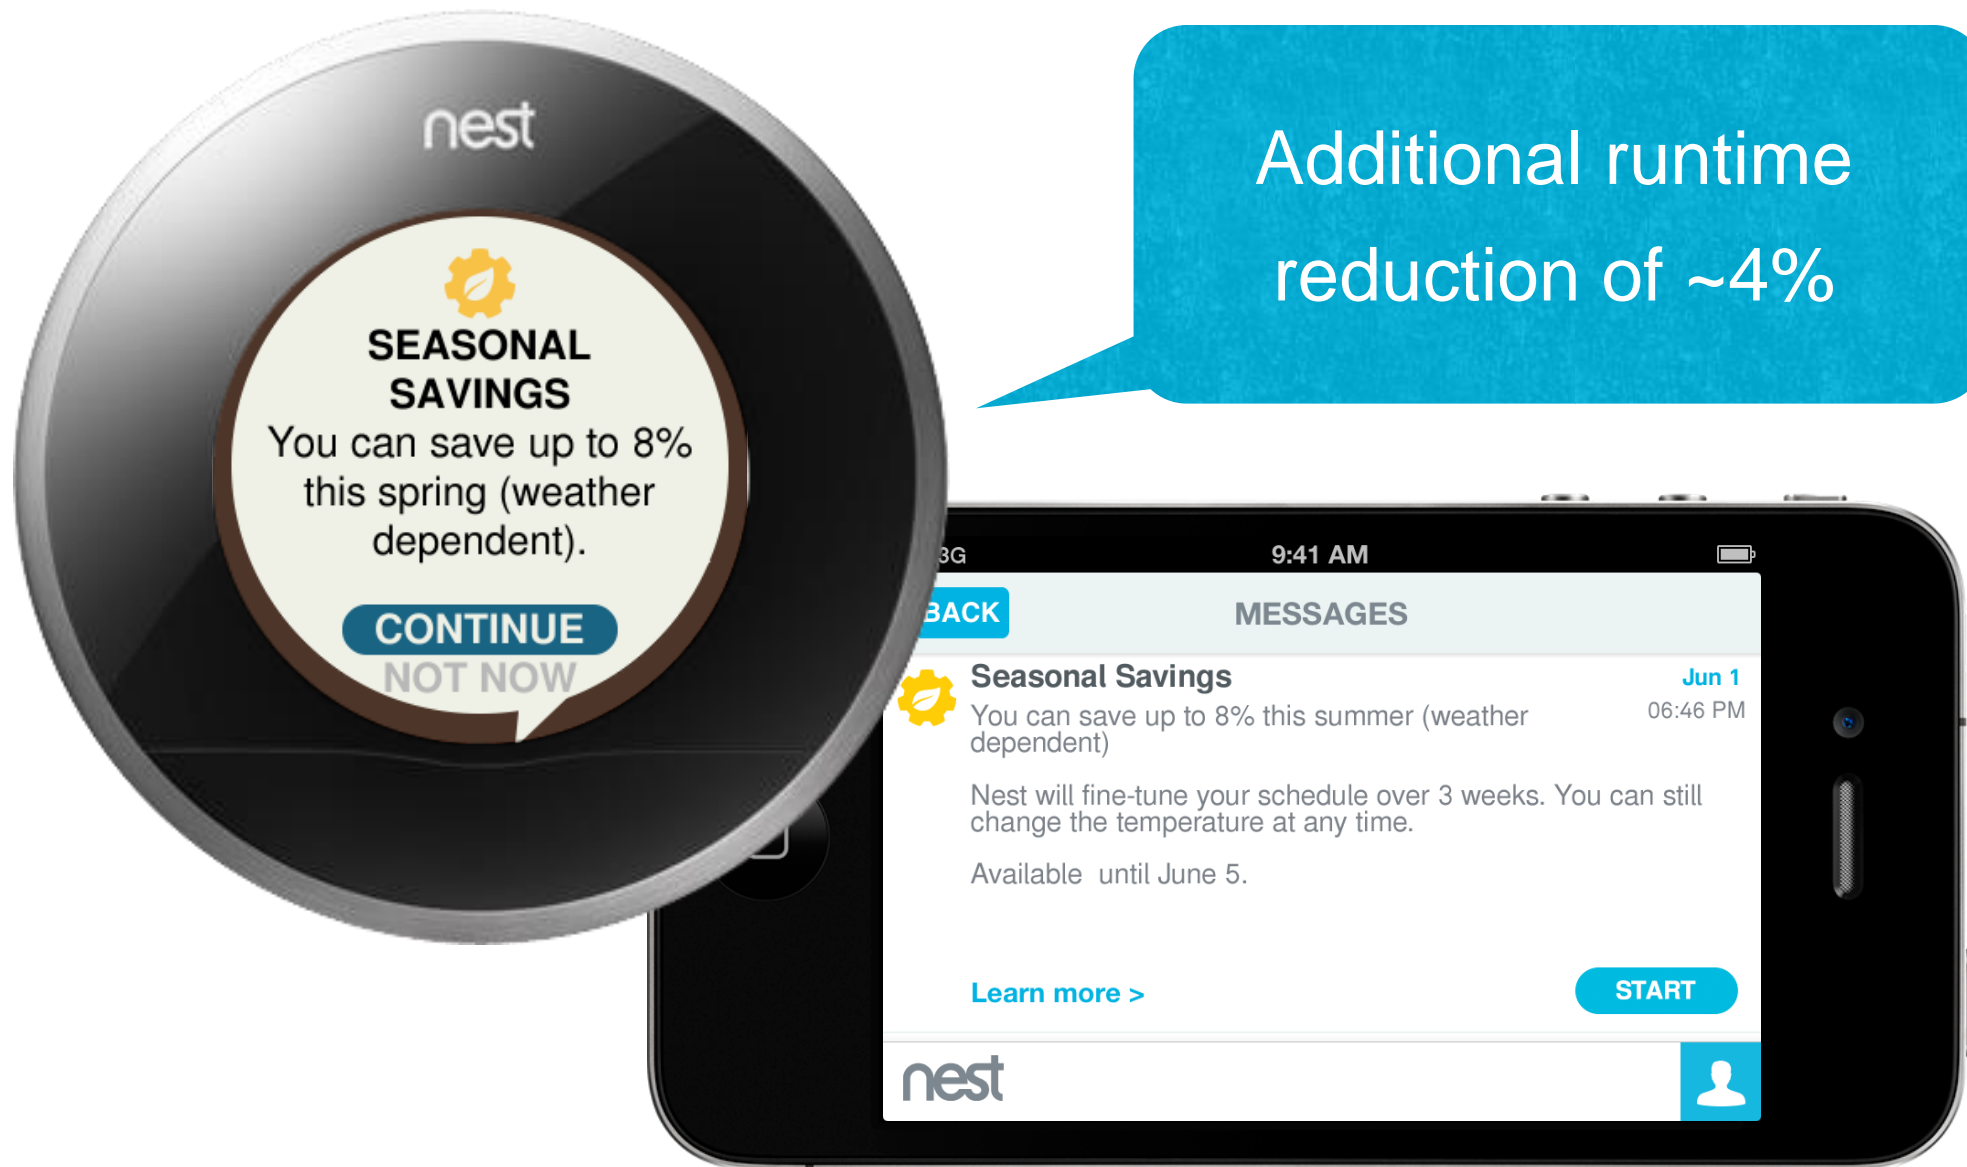 nest
SEASONAL
SAVINGS
You can save up to 8%
this spring (weather
dependent).
CONTINUE
NOT NOW
Additional runtime
reduction of ~4%
3G 9:41 AM
BACK MESSAGES
Seasonal Savings Jun 1
You can save up to 8% this summer (weather 06:46 PM
dependent)
Nest will fine-tune your schedule over 3 weeks. You can still
change the temperature at any time.
Available until June 5.
Learn more > START
nest